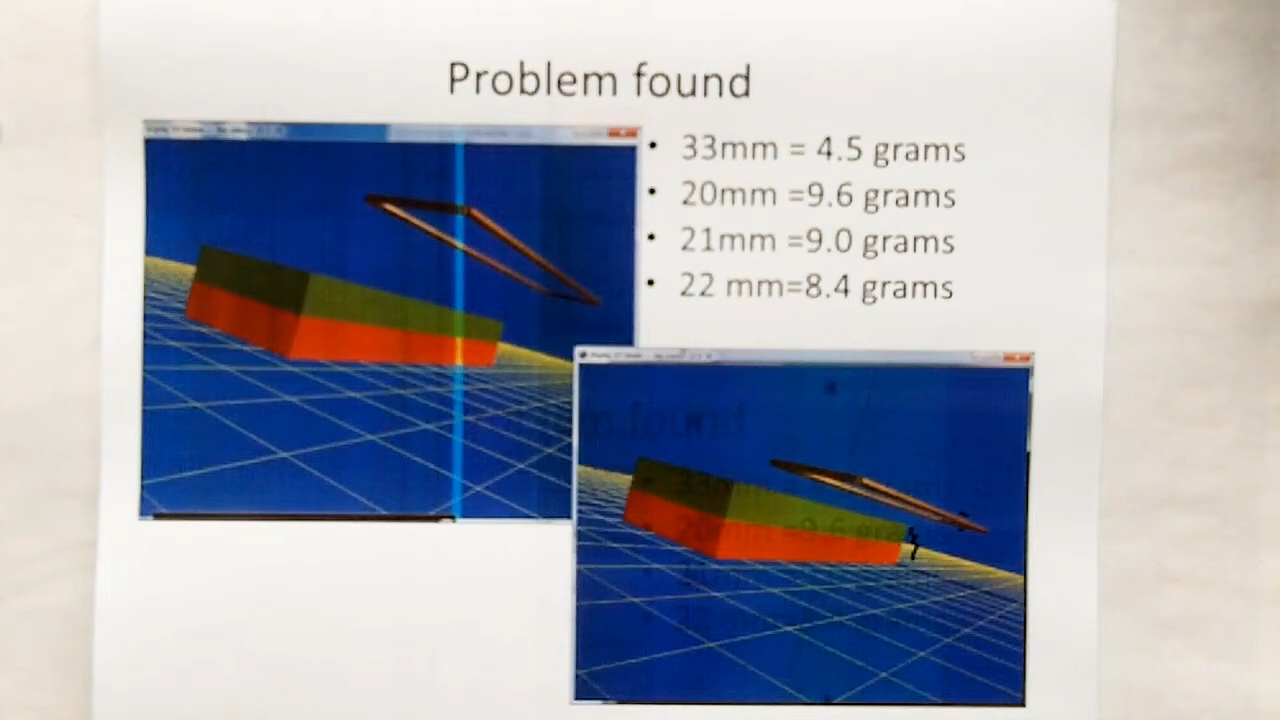 Problem found
• 33mm = 4.5 grams
• 20mm =9.6 grams
• 21mm =9.0 grams
• 22 mm=8.4 grams